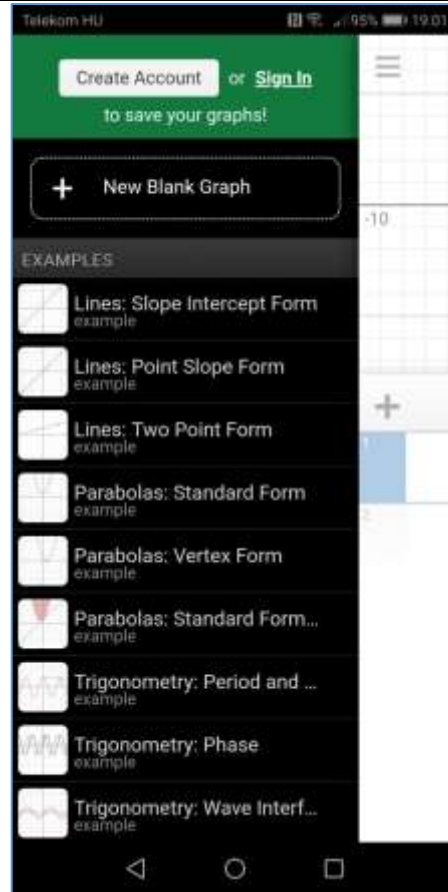 Telekom HU 95% 19.01
Create Account or Sign In
to save your graphs!
+ New Blank Graph
-10
EXAMPLES
Lines: Slope Intercept Form
example
Lines: Point Slope Form
example
Lines: Two Point Form
example
+
1
Parabolas: Standard Form
example
2
Parabolas: Vertex Form
example
Parabolas: Standard Form...
example
Trigonometry: Period and ...
example
Trigonometry: Phase
example
Trigonometry: Wave Interf...
example